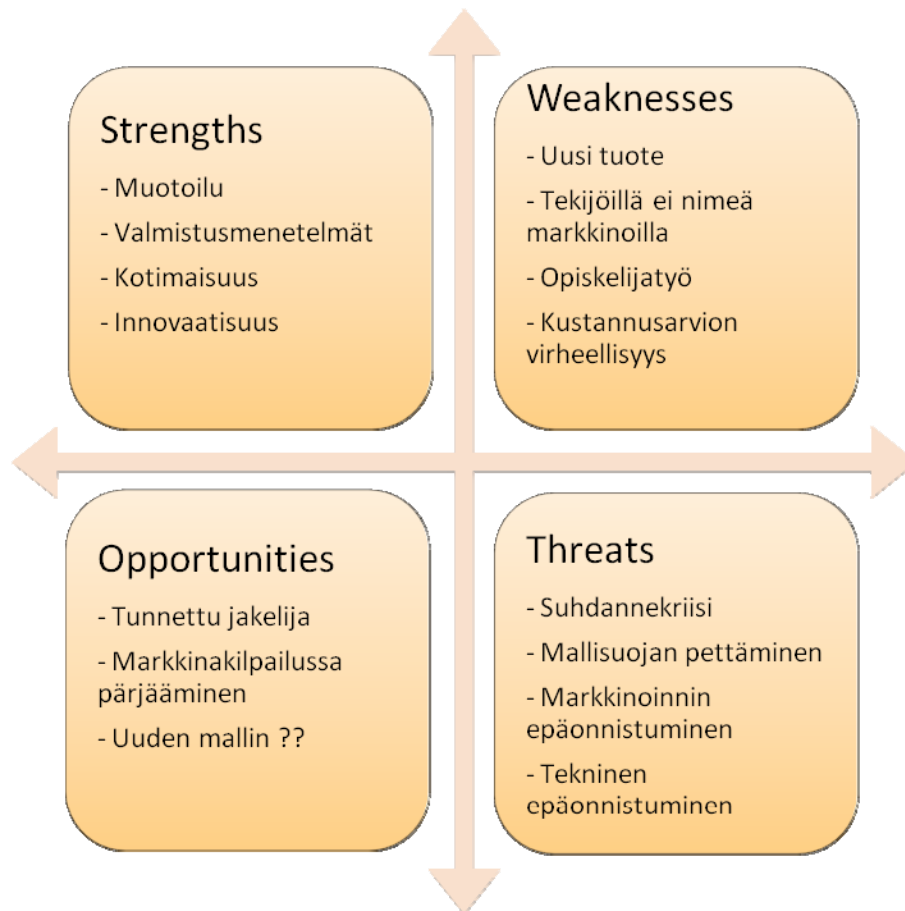 Strengths
- Muotoilu
- Valmistusmenetelmät
- Kotimaisuus
- Innovaatisuus
Weaknesses
- Uusi tuote
- Tekijöillä ei nimeä
markkinoilla
- Opiskelijatyö
- Kustannusarvion
virheellisyys
Opportunities
- Tunnettu jakelija
- Markkinakilpailussa
pärjääminen
- Uuden mallin ??
Threats
- Suhdannekriisi
- Mallisuojan pettäminen
- Markkinoinnin
epäonnistuminen
- Tekninen
epäonnistuminen